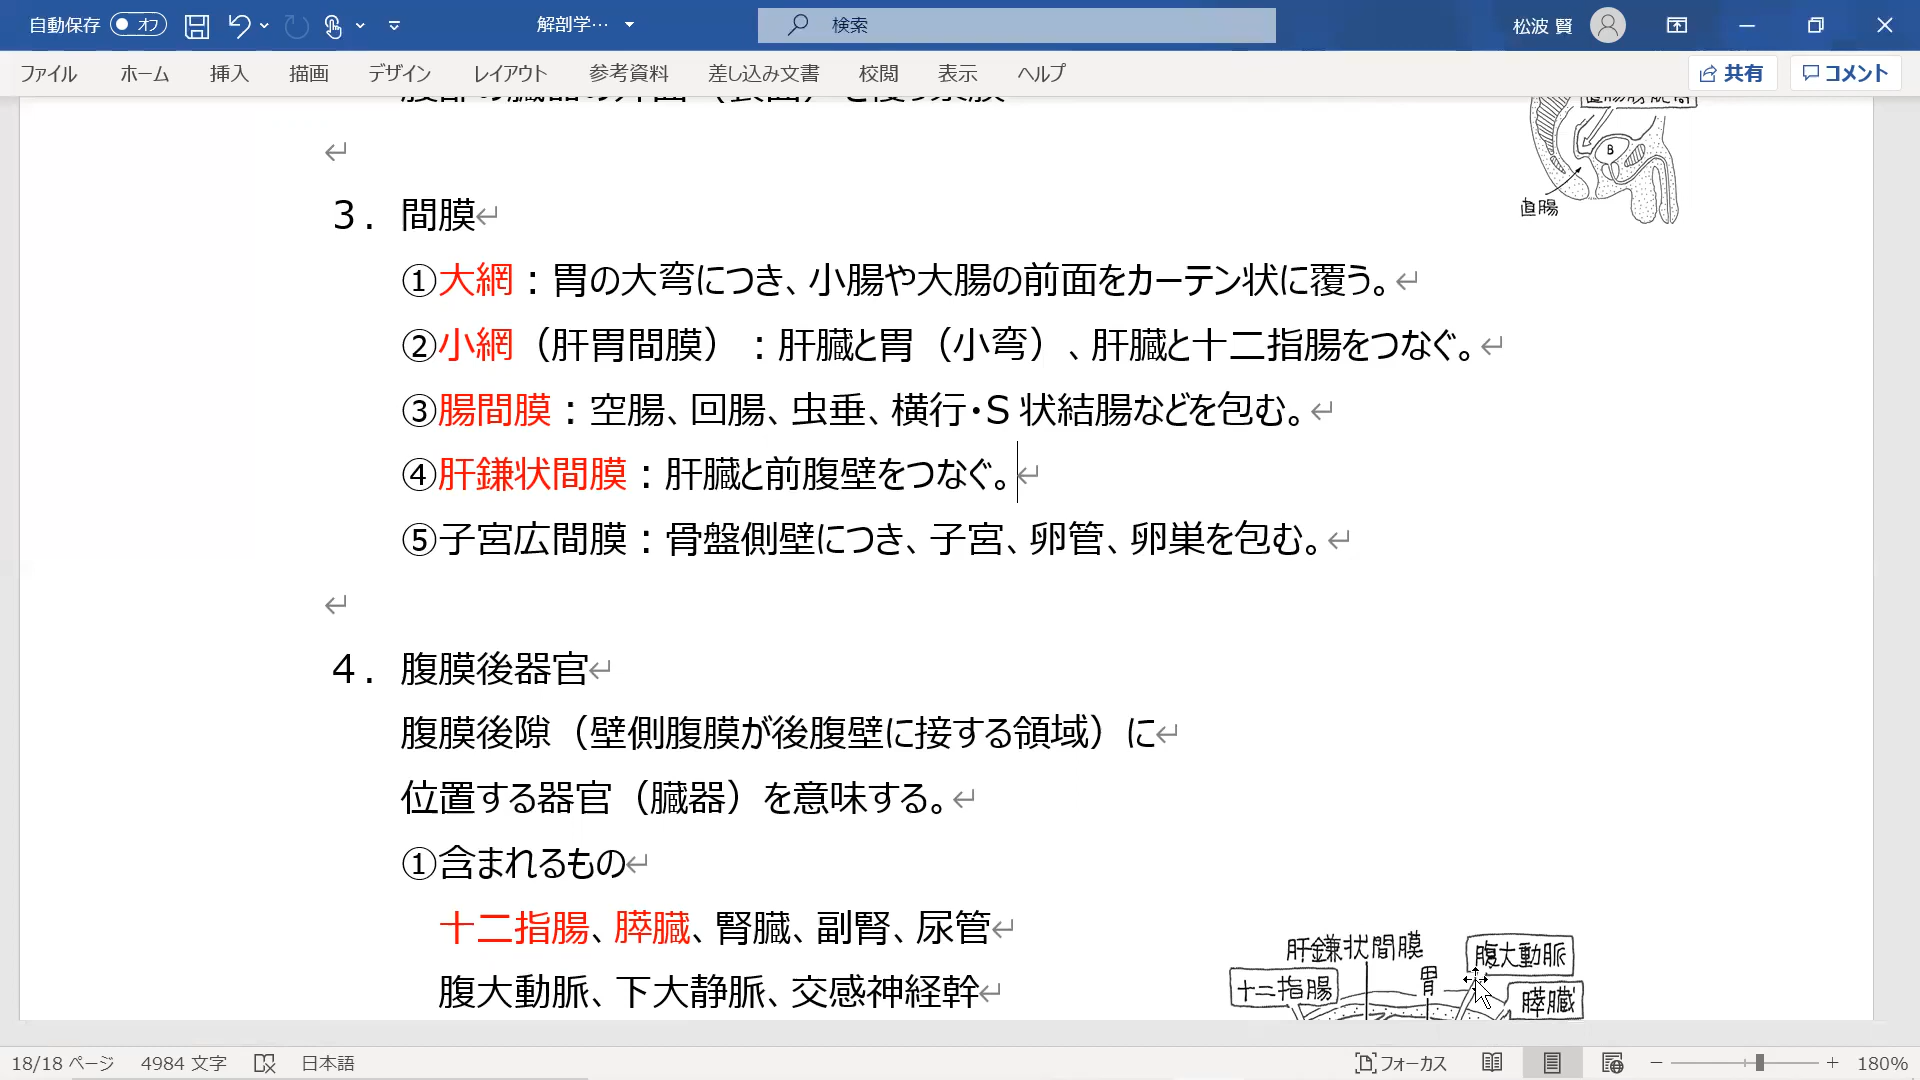 自動保存 オフ 解剖学… 検索 松波 賢
ファイル ホーム 挿入 描画 デザイン レイアウト 参考資料 差し込み文書 校閲 表示 ヘルプ 共有 コメント
B
直腸
３．間膜
①大網：胃の大弯につき、小腸や大腸の前面をカーテン状に覆う。
②小網（肝胃間膜）：肝臓と胃（小弯）、肝臓と十二指腸をつなぐ。
③腸間膜：空腸、回腸、虫垂、横行・S 状結腸などを包む。
④肝鎌状間膜：肝臓と前腹壁をつなぐ。
⑤子宮広間膜：骨盤側壁につき、子宮、卵管、卵巣を包む。
４．腹膜後器官
腹膜後隙（壁側腹膜が後腹壁に接する領域）に
位置する器官（臓器）を意味する。
①含まれるもの
十二指腸、膵臓、腎臓、副腎、尿管
腹大動脈、下大静脈、交感神経幹
肝鎌状間膜 腹大動脈
十二指腸 胃 膵臓
18/18 ページ 4984 文字 日本語 フォーカス 180%